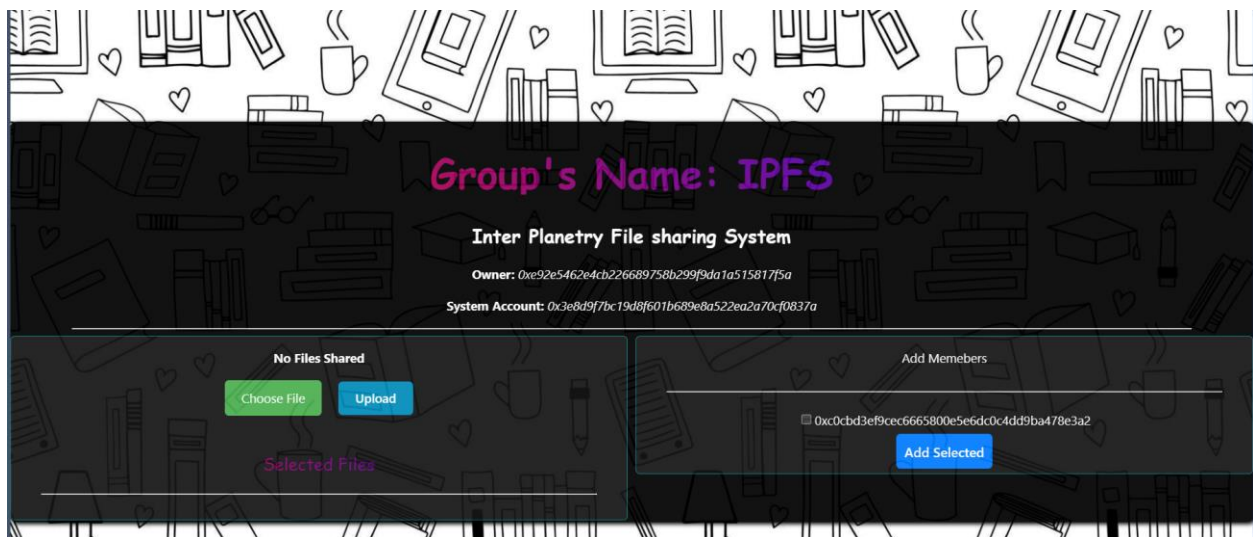 Group's Name: IPFS
Inter Planetry File sharing System
Owner: 0xe92e5462e4cb226689758b299f9da1a515817f5a
System Account: 0x3e8d9f7bc19d8f601b689e8a522ea2a70cf0837a
No Files Shared
Choose File Upload
Selected Files
Add Memebers
0xc0cbd3ef9cec6665800e5e6dc0c4dd9ba478e3a2
Add Selected